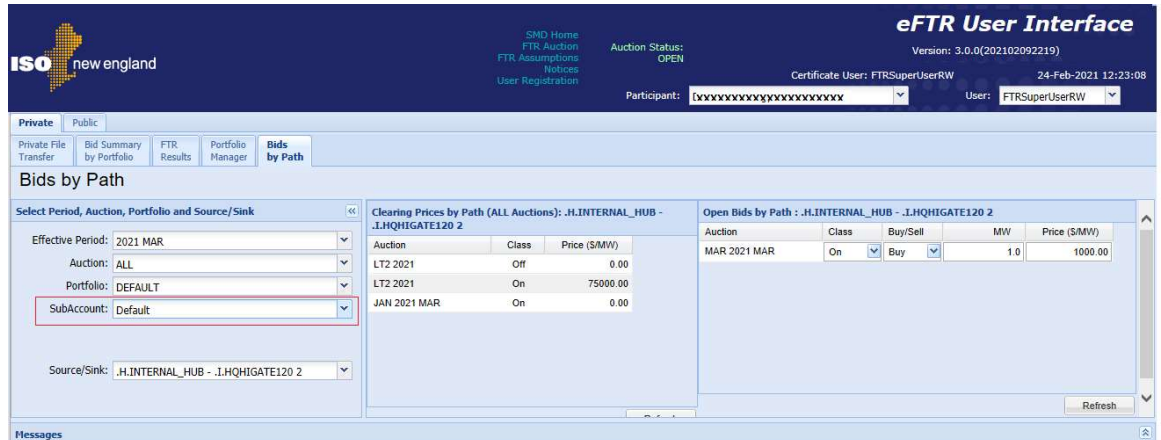 eFTR User Interface
ISO new england
SMD Home
FTR Auction
FTR Assumptions
Notices
User Registration
Auction Status:
OPEN
Version: 3.0.0(202102092219)
Certificate User: FTRSuperUserRW
24-Feb-2021 12:23:08
Participant: [xxxxxxxxxxxxxxxxxxxxx
User: FTRSuperUserRW
Private Public
Private File Transfer
Bid Summary by Portfolio
FTR Results
Portfolio Manager
Bids by Path
Bids by Path
Select Period, Auction, Portfolio and Source/Sink
Effective Period: 2021 MAR
Auction: ALL
Portfolio: DEFAULT
SubAccount: Default
Source/Sink: .H.INTERNAL_HUB - .I.HQHIGATE120 2
Clearing Prices by Path (ALL Auctions): .H.INTERNAL_HUB -
.I.HQHIGATE120 2
Auction Class Price ($/MW)
LT2 2021 Off 0.00
LT2 2021 On 75000.00
JAN 2021 MAR On 0.00
Open Bids by Path : .H.INTERNAL_HUB - .I.HQHIGATE120 2
Auction Class Buy/Sell MW Price ($/MW)
MAR 2021 MAR On Buy 1.0 1000.00
Refresh
Messages